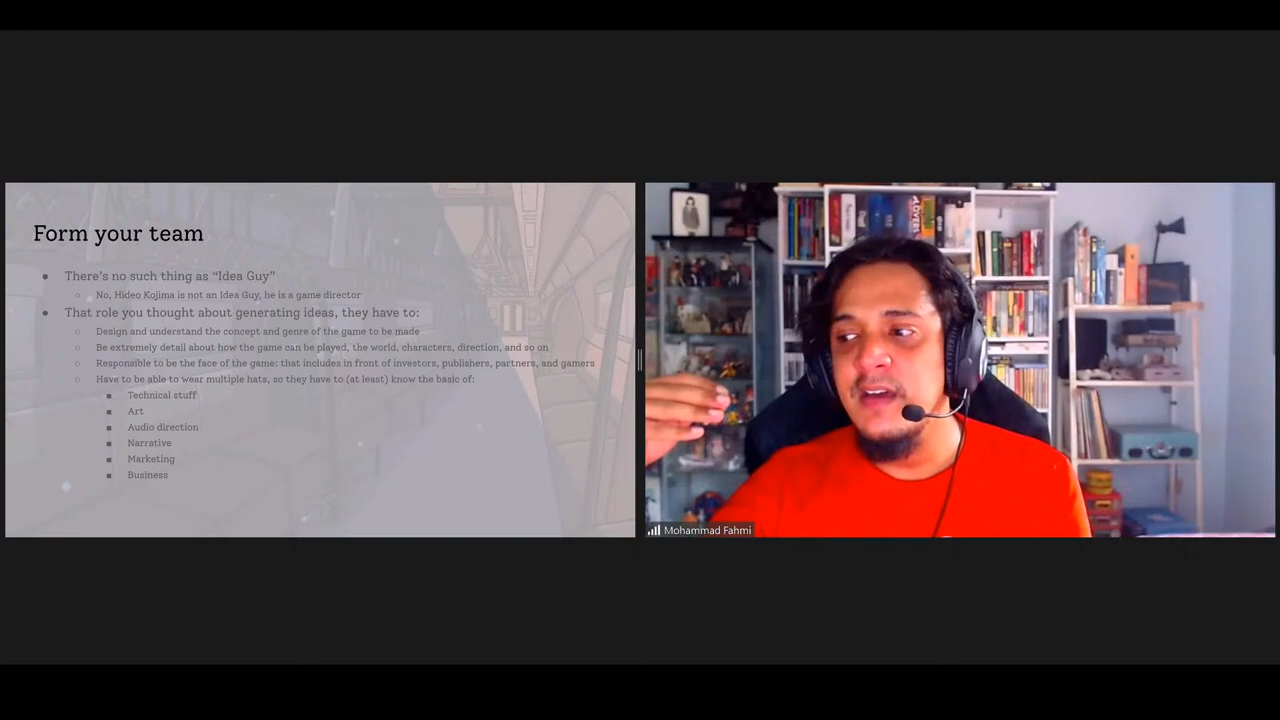 Form your team
There's no such thing as “Idea Guy”
No, Hideo Kojima is not an Idea Guy, he is a game director
That role you thought about generating ideas, they have to:
Design and understand the concept and genre of the game to be made
Be extremely detail about how the game can be played, the world, characters, direction, and so on
Responsible to be the face of the game: that includes in front of investors, publishers, partners, and gamers
Have to be able to wear multiple hats, so they have to (at least) know the basic of:
Technical stuff
Art
Audio direction
Narrative
Marketing
Business
Mohammad Fahmi